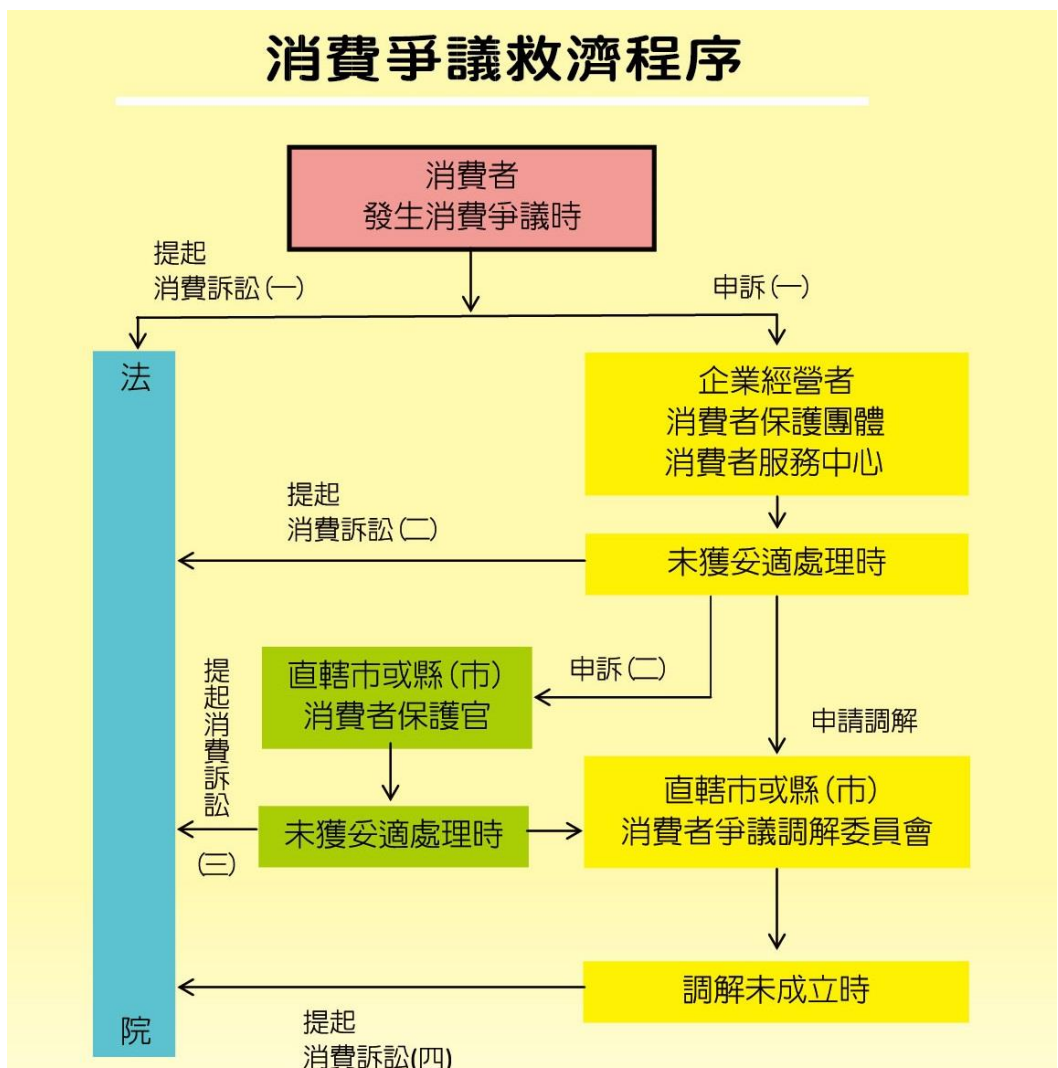 消費爭議救濟程序
消費者
發生消費爭議時
提起
消費訴訟(一)
申訴(一)
法
院
企業經營者
消費者保護團體
消費者服務中心
提起
消費訴訟(二)
未獲妥適處理時
申訴(二)
直轄市或縣(市)
消費者保護官
提起消費訴訟
(三)
未獲妥適處理時
申請調解
直轄市或縣(市)
消費者爭議調解委員會
調解未成立時
提起
消費訴訟(四)